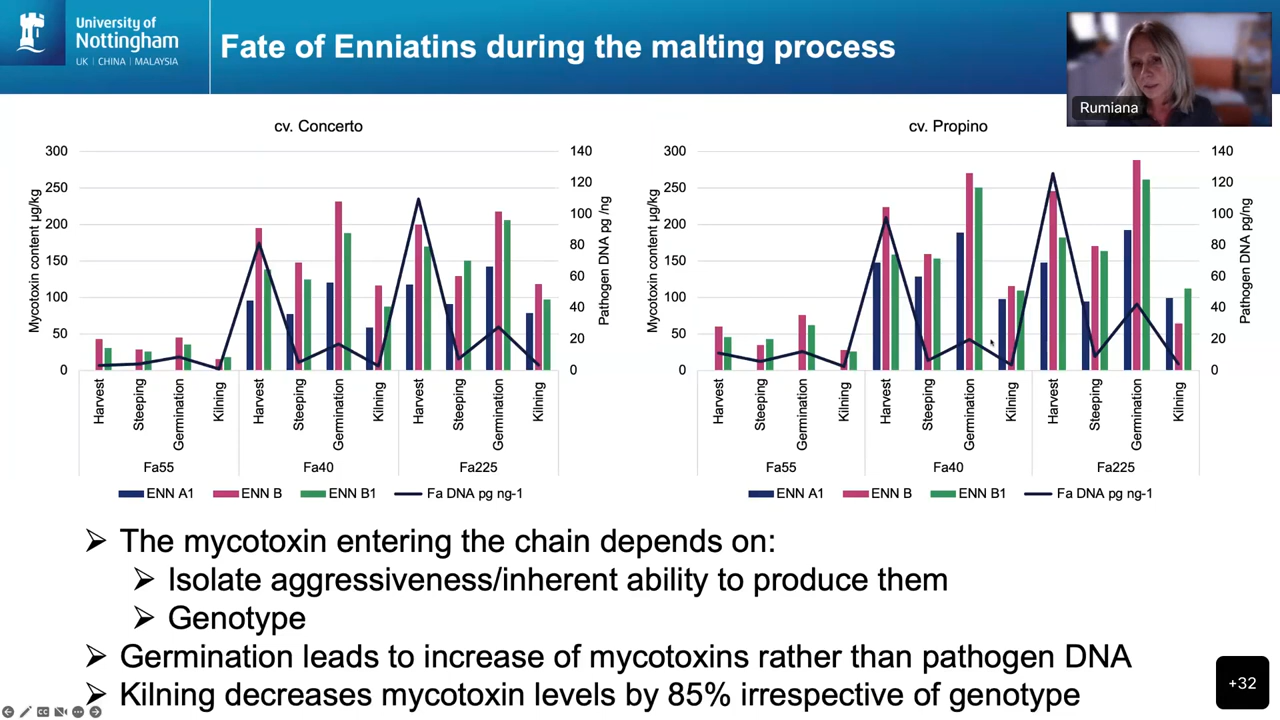 University of
Nottingham
UK | CHINA | MALAYSIA
Fate of Enniatins during the malting process
Rumiana
cv. Concerto
Mycotoxin content µg/kg
300
250
200
150
100
50
0
140
120
100
80
60
40
20
0
Pathogen DNA pg /ng
Harvest
Steeping
Germination
Kilning
Harvest
Steeping
Germination
Kilning
Harvest
Steeping
Germination
Kilning
Fa55
Fa40
Fa225
ENN A1
ENN B
ENN B1
Fa DNA pg ng-1
cv. Propino
Mycotoxin content µg/kg
300
250
200
150
100
50
0
140
120
100
80
60
40
20
0
Pathogen DNA pg/ng
Harvest
Steeping
Germination
Kilning
Harvest
Steeping
Germination
Kilning
Harvest
Steeping
Germination
Kilning
Fa55
Fa40
Fa225
ENN A1
ENN B
ENN B1
Fa DNA pg ng-1
The mycotoxin entering the chain depends on:
Isolate aggressiveness/inherent ability to produce them
Genotype
Germination leads to increase of mycotoxins rather than pathogen DNA
Kilning decreases mycotoxin levels by 85% irrespective of genotype
+32